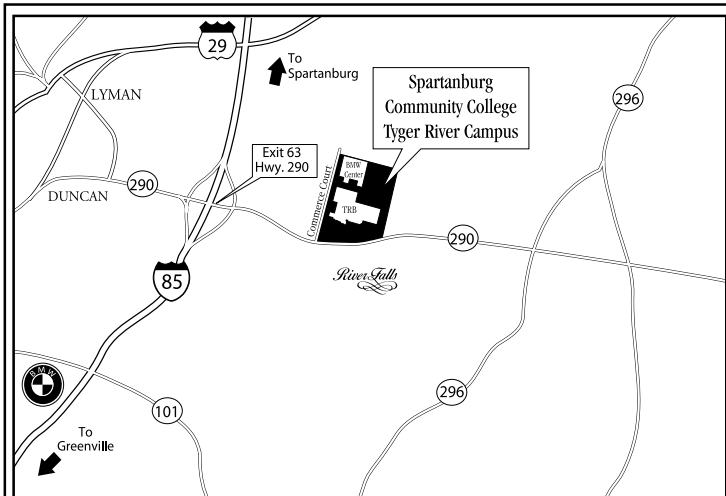 29
To
Spartanburg
LYMAN
Spartanburg
Community College
Tyger River Campus
296
Exit 63
Hwy. 290
BMW
Center
290
DUNCAN
Commerce Court
TRB
290
85
River Falls
BMW
296
101
To
Greenville